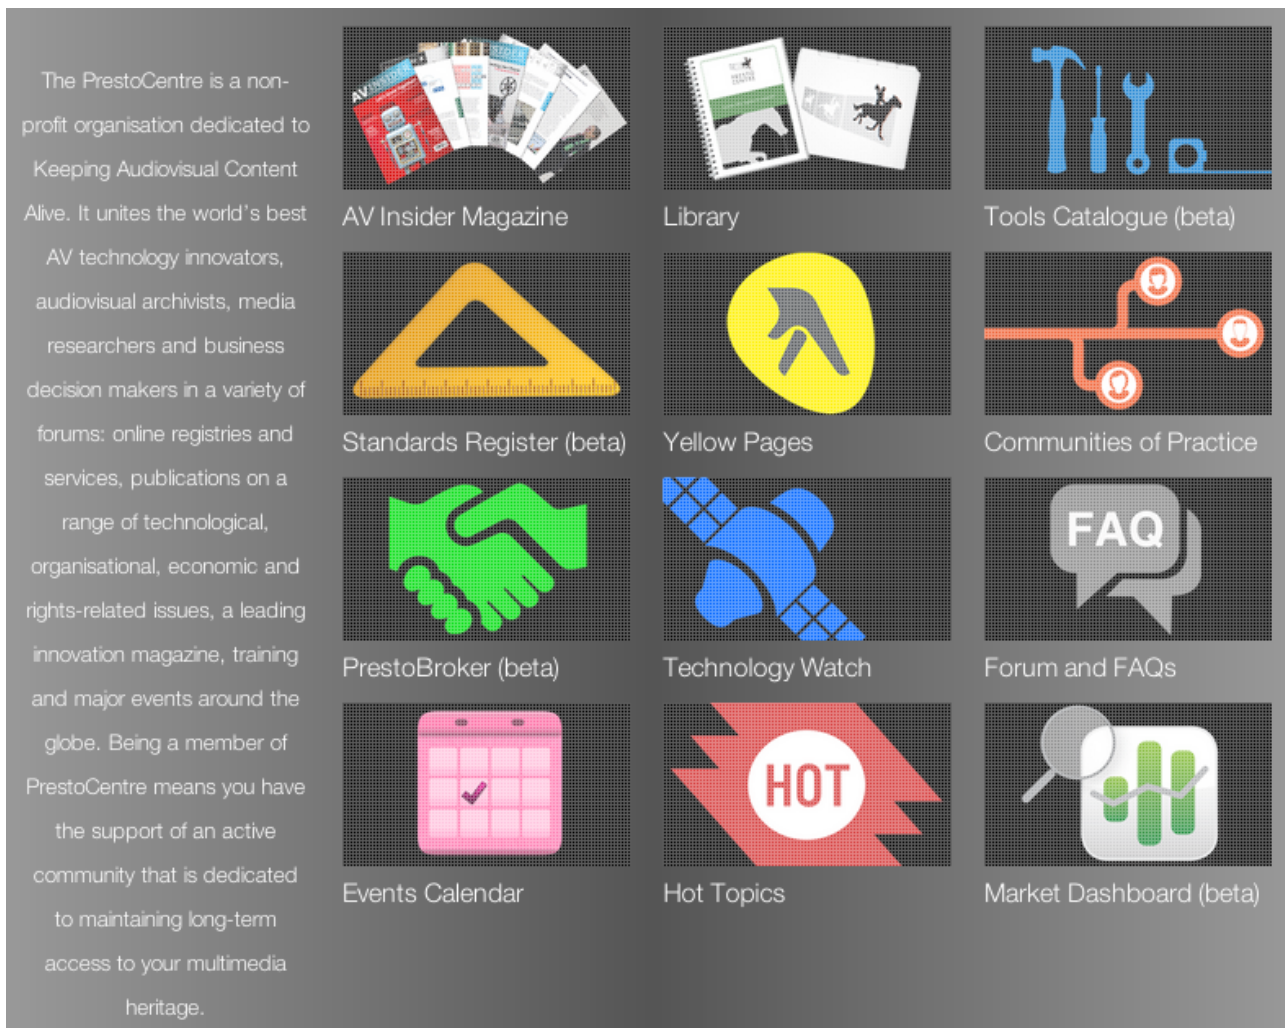 The PrestoCentre is a non-
profit organisation dedicated to
Keeping Audiovisual Content
Alive. It unites the world's best
AV technology innovators,
audiovisual archivists, media
researchers and business
decision makers in a variety of
forums: online registries and
services, publications on a
range of technological,
organisational, economic and
rights-related issues, a leading
innovation magazine, training
and major events around the
globe. Being a member of
PrestoCentre means you have
the support of an active
community that is dedicated
to maintaining long-term
access to your multimedia
heritage.
AV INSIDER
AV Insider Magazine
PRESTO
CENTRE
Library
Tools Catalogue (beta)
Standards Register (beta)
Yellow Pages
Communities of Practice
PrestoBroker (beta)
Technology Watch
FAQ
Forum and FAQs
Events Calendar
HOT
Hot Topics
Market Dashboard (beta)